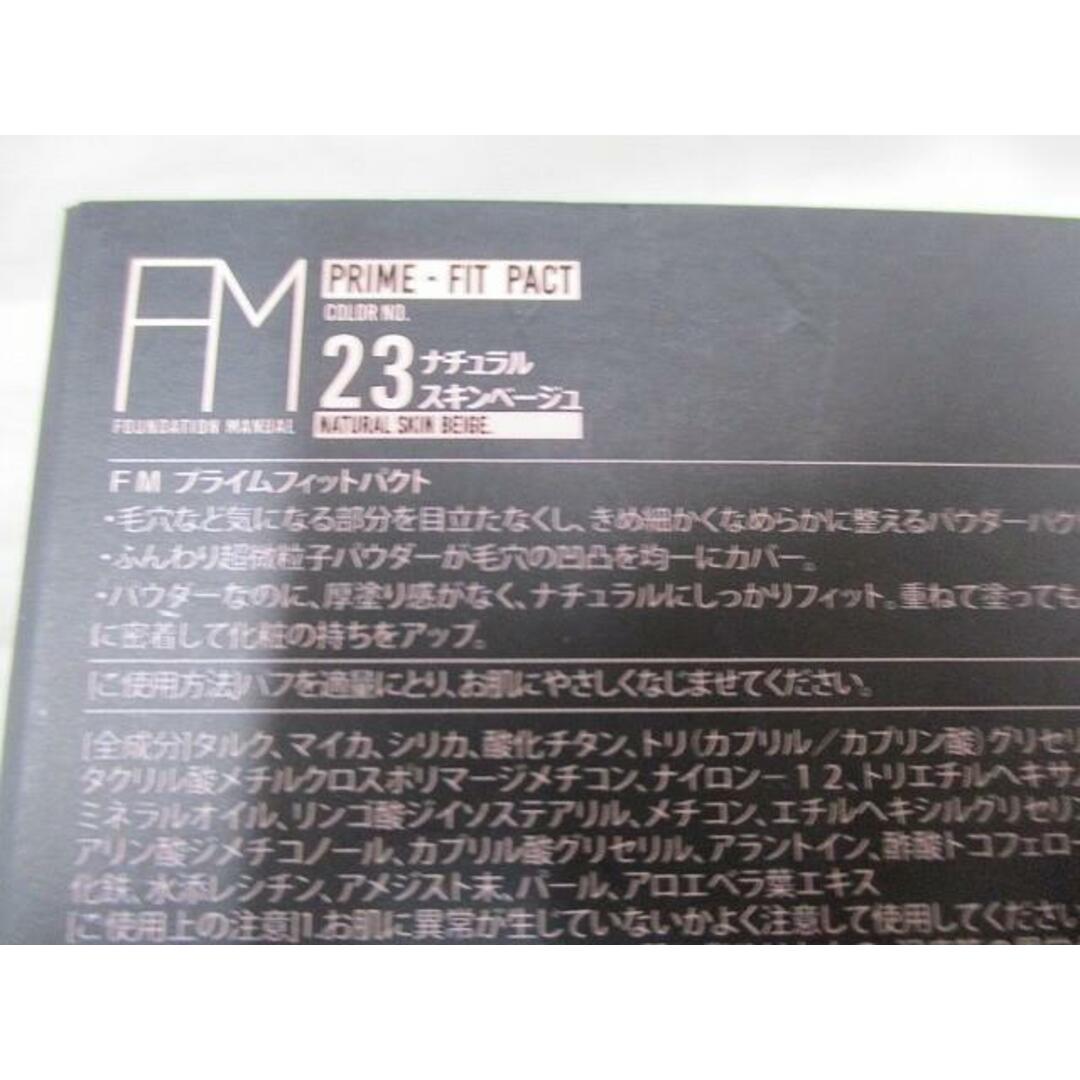 FM
FOUNDATION MANUAL
PRIME - FIT PACT
COLOR NO.
23 ナチュラル
スキンベージュ
NATURAL SKIN BEIGE.
FM プライムフィットパクト
・毛穴など気になる部分を目立たなくし、きめ細かくなめらかに整えるパウダーパク
・ふんわり超微粒子パウダーが毛穴の凹凸を均一にカバー。
・パウダーなのに、厚塗り感がなく、ナチュラルにしっかりフィット。重ねて塗っても、
に密着して化粧の持ちをアップ。
[ご使用方法]パフを適量にとり、お肌にやさしくなじませてください。
[全成分]タルク、マイカ、シリカ、酸化チタン、トリ(カプリル/カプリン酸)グリセリ
タクリル酸メチルクロスポリマージメチコン、ナイロン-12、トリエチルヘキサ
ミネラルオイル、リンゴ酸ジイソステアリル、メチコン、エチルヘキシルグリセリン
アリン酸ジメチコノール、カプリル酸グリセリル、アラントイン、酢酸トコフェロー
化鉄、水添レシチン、アメジスト末、パール、アロエベラ葉エキス
[ご使用上の注意]1.お肌に異常が生じていないかよく注意して使用してください